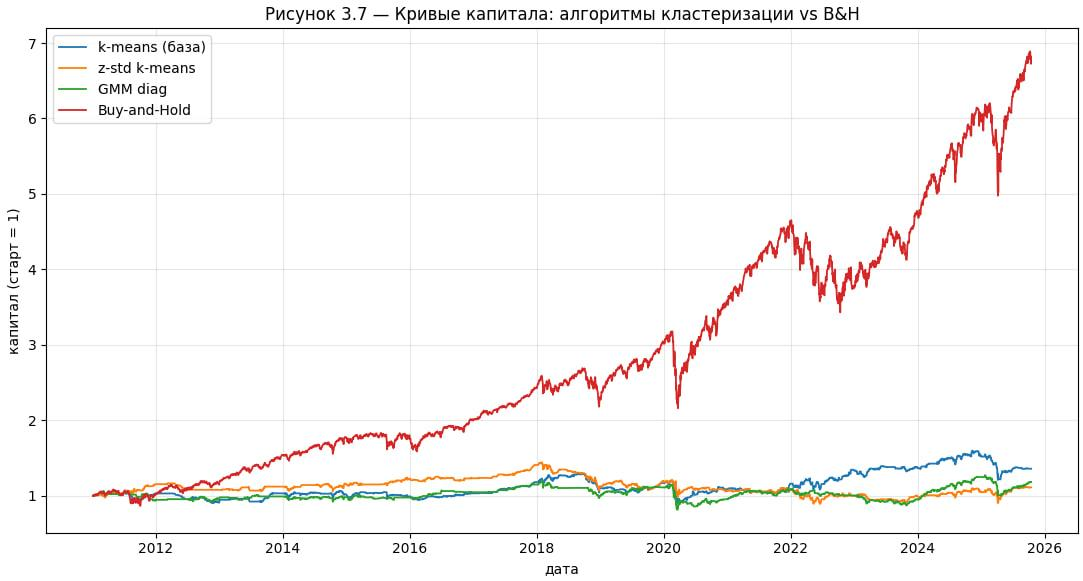 Рисунок 3.7 — Кривые капитала: алгоритмы кластеризации vs B&H
k-means (база)
z-std k-means
GMM diag
Buy-and-Hold
капитал (старт = 1)
7
6
5
4
3
2
1
2012 2014 2016 2018 2020 2022 2024 2026
дата